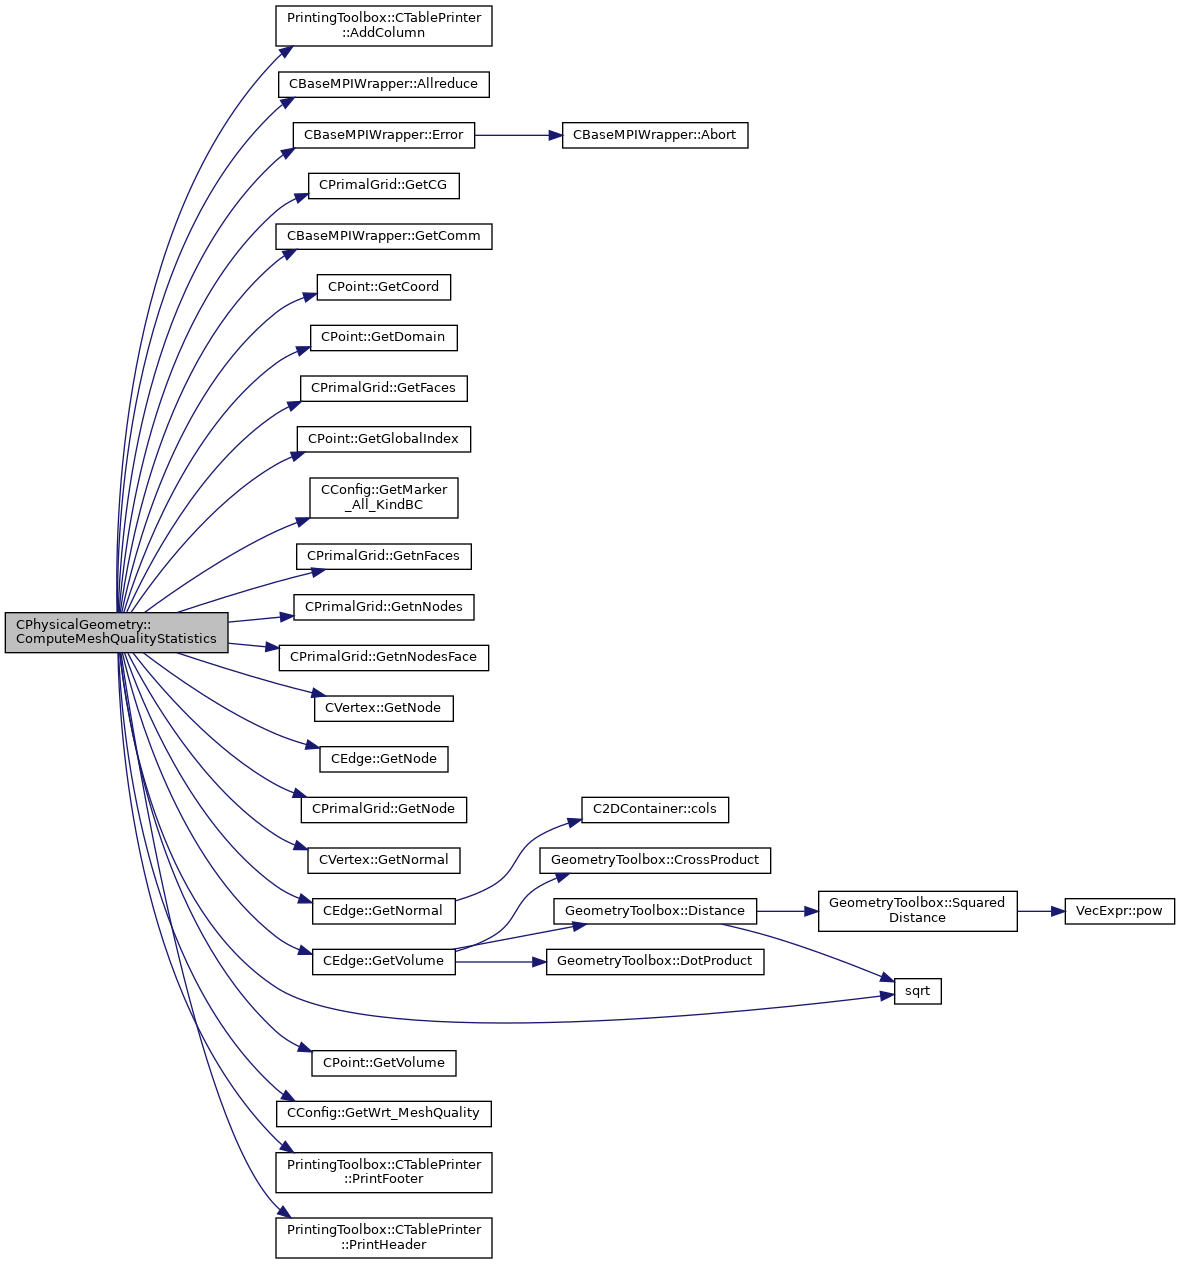 PrintingToolbox::CTablePrinter
::AddColumn
CBaseMPIWrapper::Allreduce
CBaseMPIWrapper::Error
CBaseMPIWrapper::Abort
CPrimalGrid::GetCG
CBaseMPIWrapper::GetComm
CPoint::GetCoord
CPoint::GetDomain
CPrimalGrid::GetFaces
CPoint::GetGlobalIndex
CConfig::GetMarker
_All_KindBC
CPrimalGrid::GetnFaces
CPrimalGrid::GetnNodes
CPhysicalGeometry::
ComputeMeshQualityStatistics
CPrimalGrid::GetnNodesFace
CVertex::GetNode
CEdge::GetNode
CPrimalGrid::GetNode
C2DContainer::cols
CVertex::GetNormal
GeometryToolbox::CrossProduct
CEdge::GetNormal
GeometryToolbox::Distance
GeometryToolbox::Squared
Distance
VecExpr::pow
CEdge::GetVolume
GeometryToolbox::DotProduct
sqrt
CPoint::GetVolume
CConfig::GetWrt_MeshQuality
PrintingToolbox::CTablePrinter
::PrintFooter
PrintingToolbox::CTablePrinter
::PrintHeader